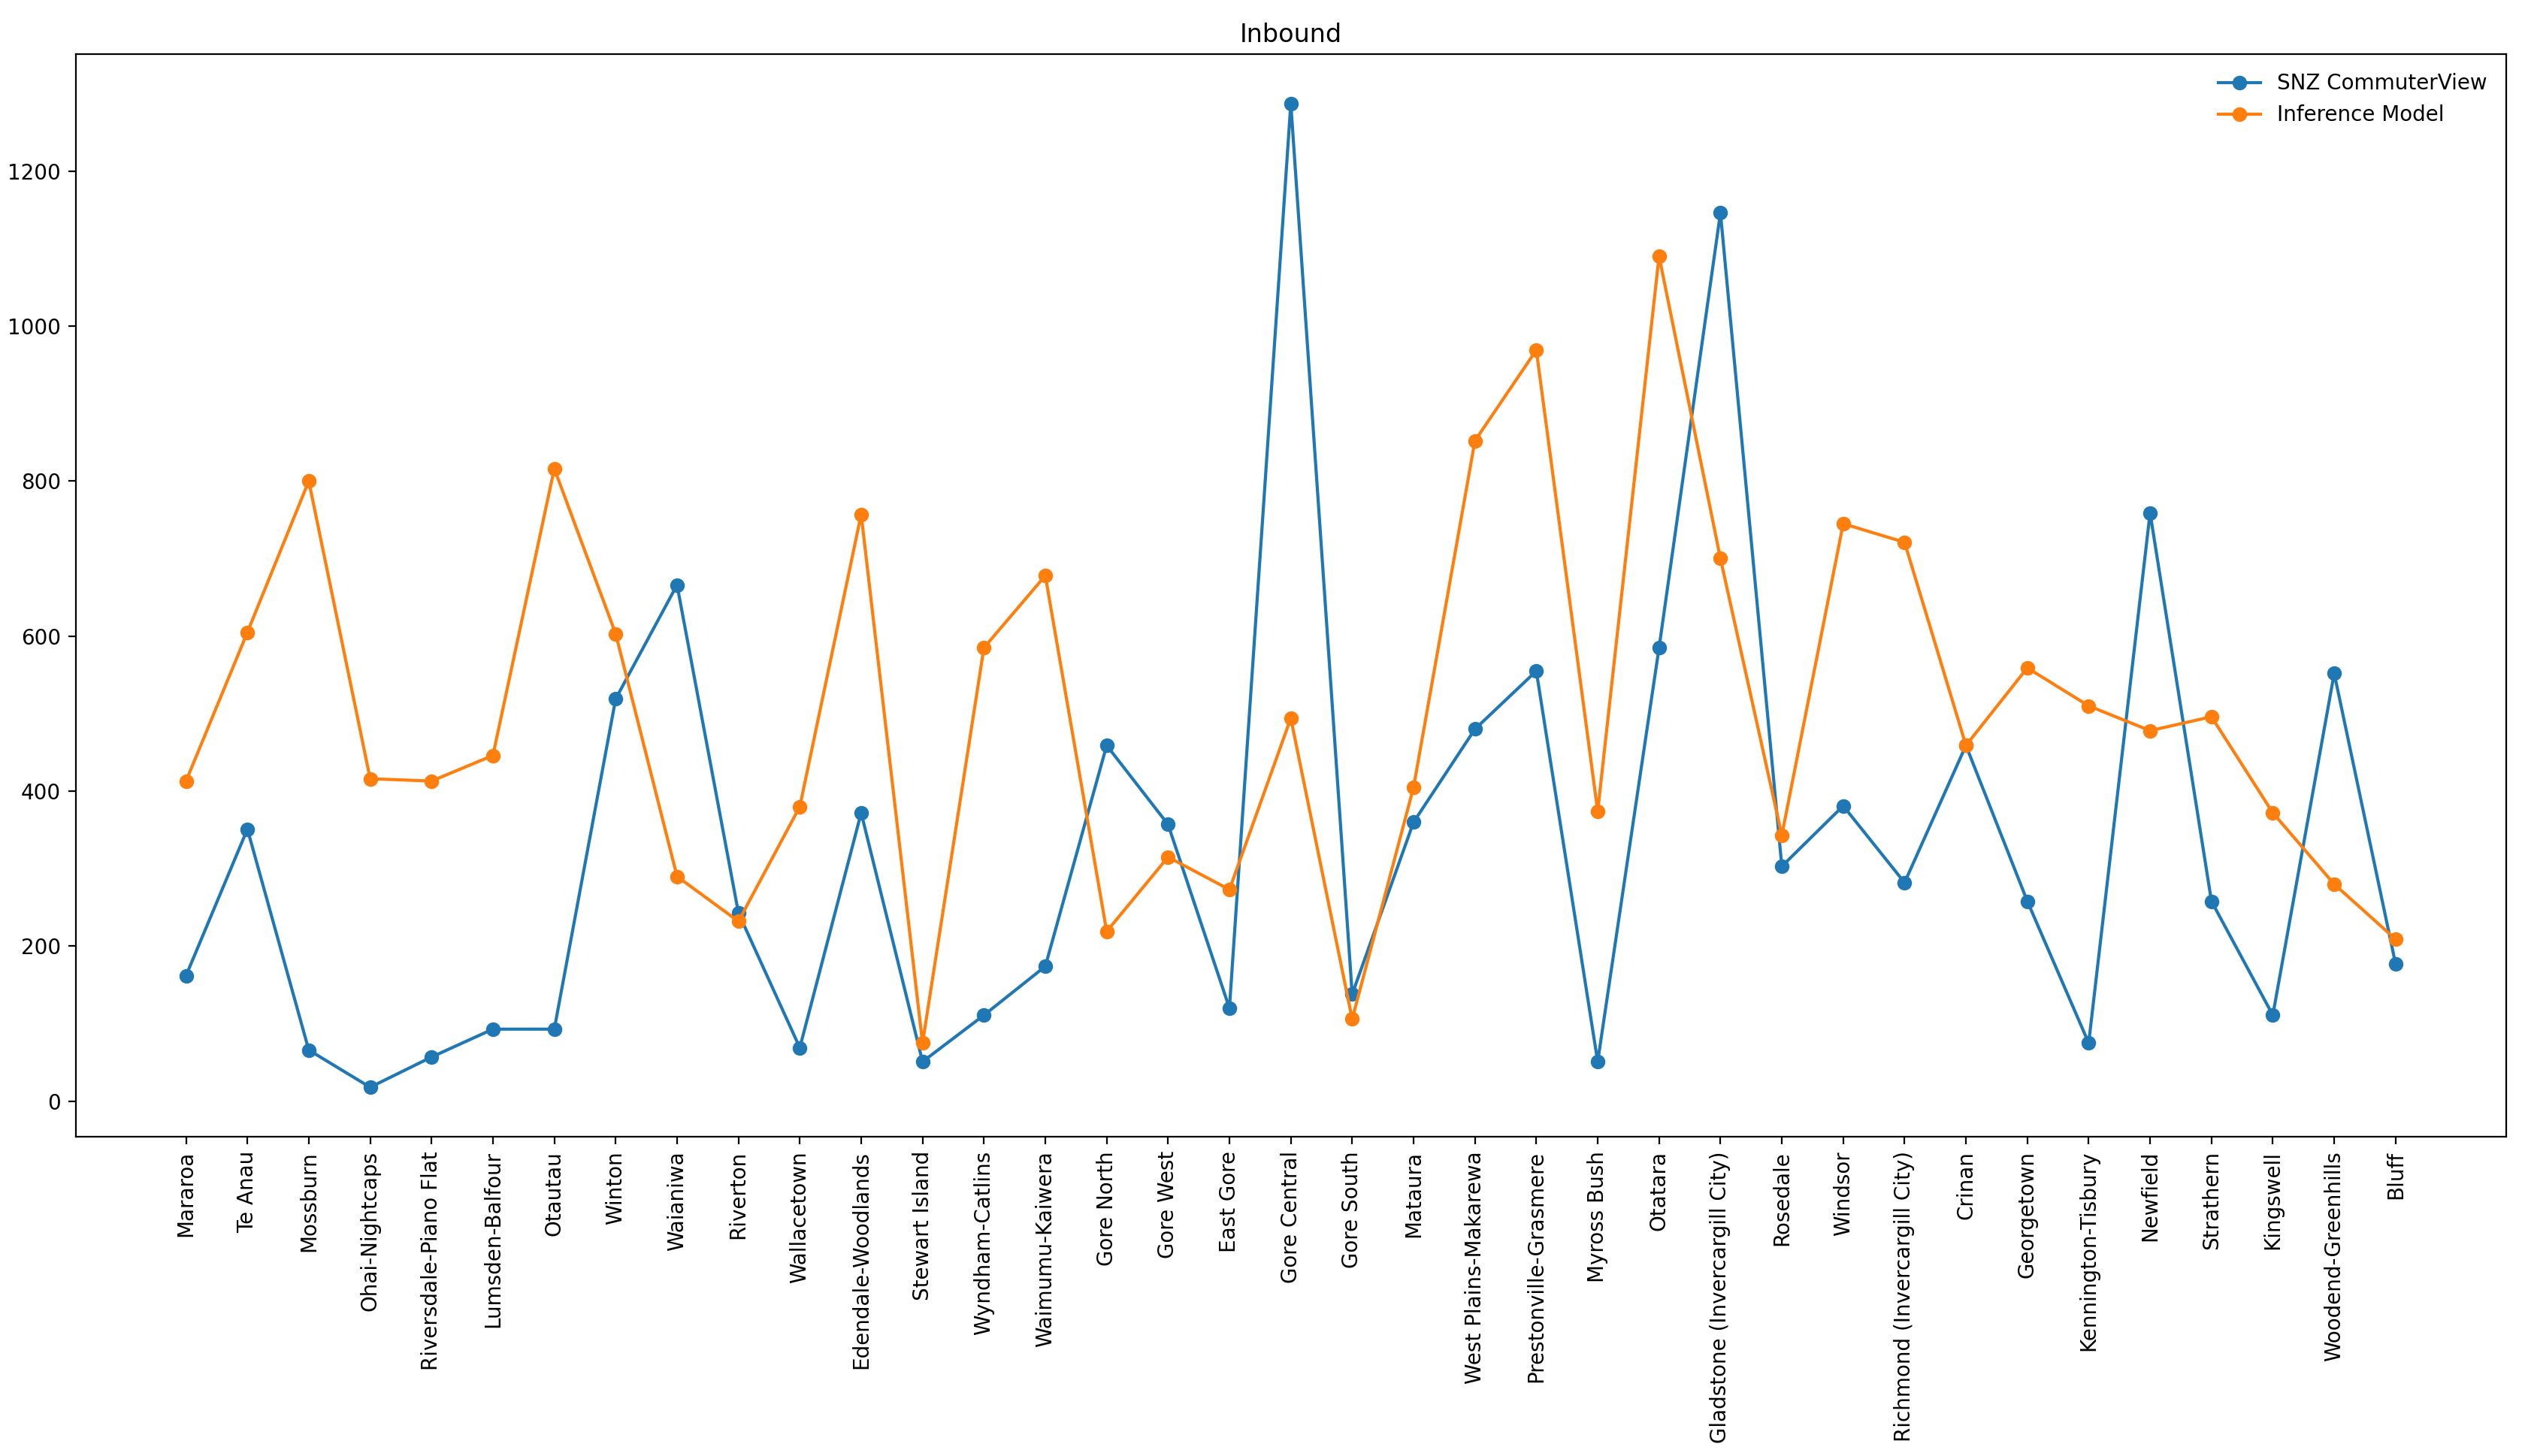 Inbound
SNZ CommuterView
Inference Model
1200
1000
800
600
400
200
0
Mararoa
Te Anau
Mossburn
Ohai-Nightcaps
Riversdale-Piano Flat
Lumsden-Balfour
Otautau
Winton
Waianiwa
Riverton
Wallacetown
Edendale-Woodlands
Stewart Island
Wyndham-Catlins
Waimumu-Kaiwera
Gore North
Gore West
East Gore
Gore Central
Gore South
Mataura
West Plains-Makarewa
Prestonville-Grasmere
Myross Bush
Otatara
Gladstone (Invercargill City)
Rosedale
Windsor
Richmond (Invercargill City)
Crinan
Georgetown
Kennington-Tisbury
Newfield
Strathern
Kingswell
Woodend-Greenhills
Bluff